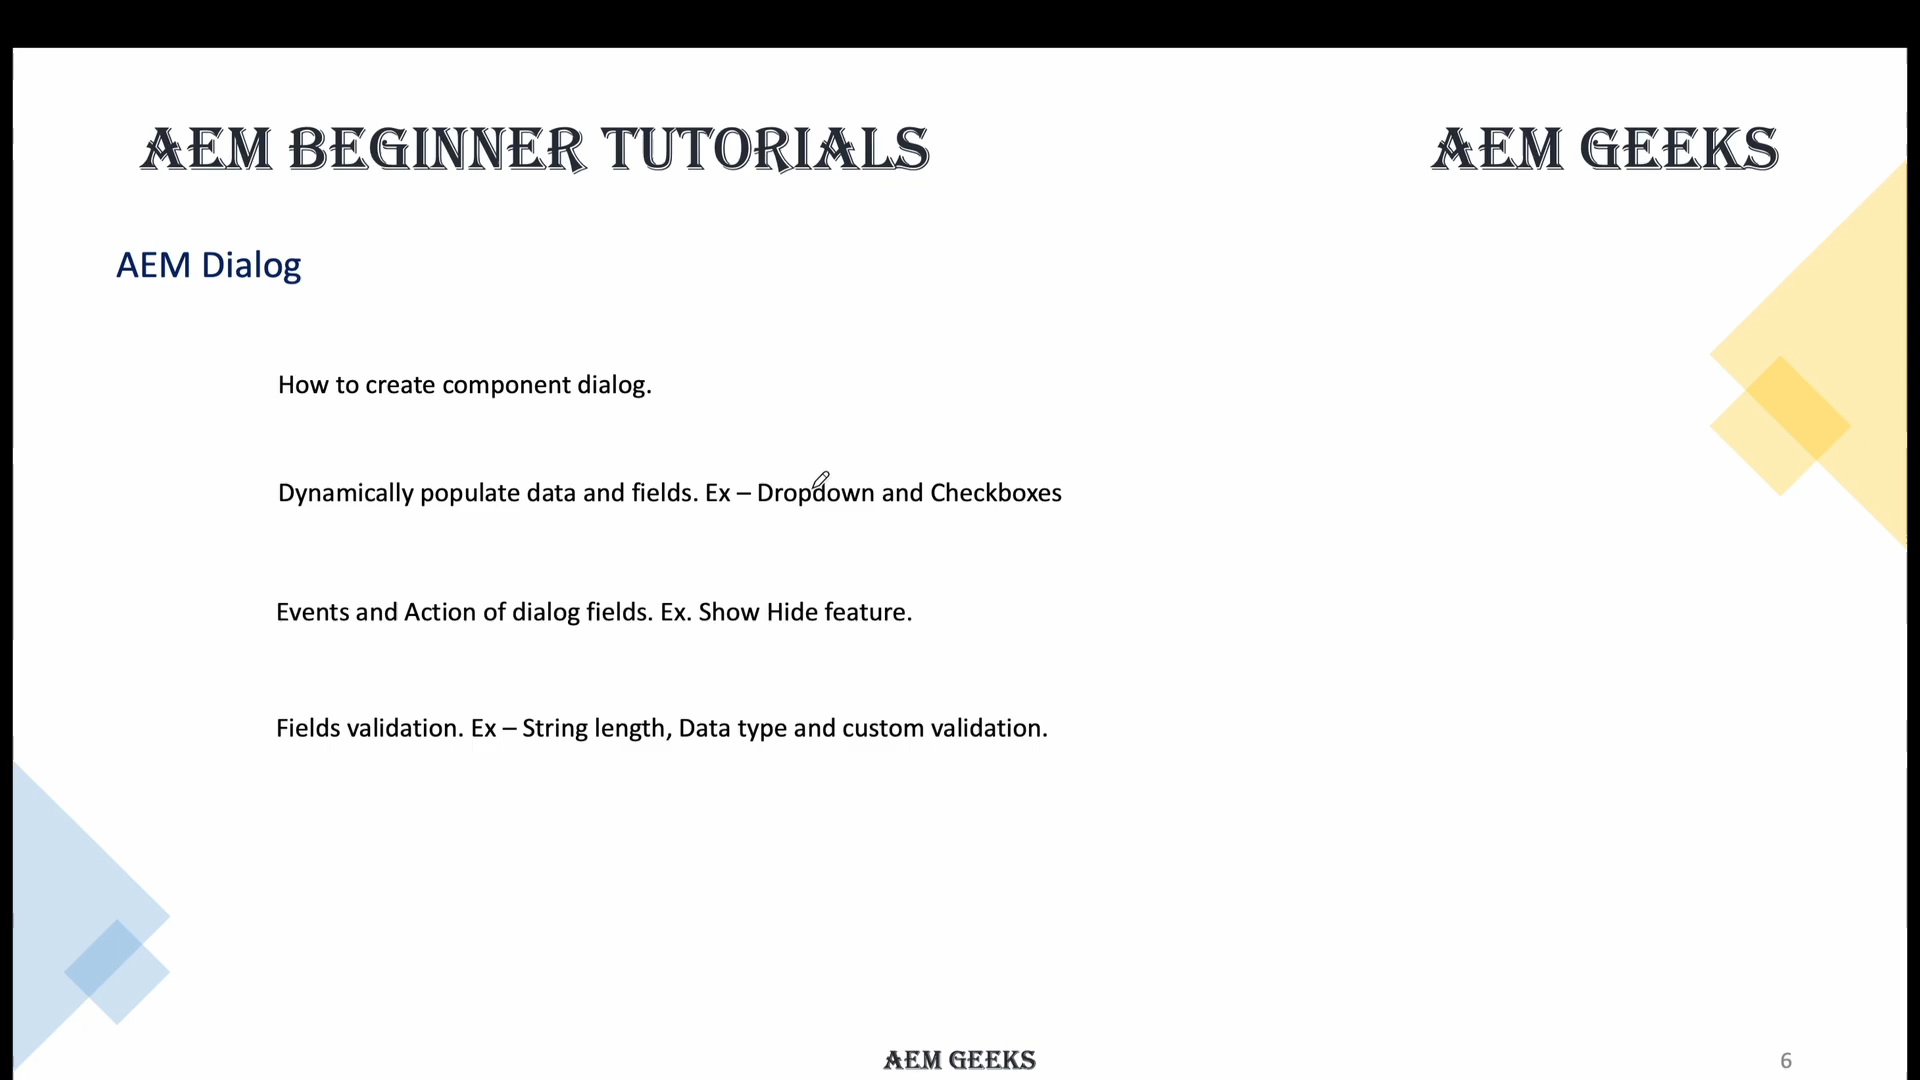 AEM BEGINNER TUTORIALS
AEM GEEKS
AEM Dialog
How to create component dialog.
Dynamically populate data and fields. Ex – Dropdown and Checkboxes
Events and Action of dialog fields. Ex. Show Hide feature.
Fields validation. Ex – String length, Data type and custom validation.
AEM GEEKS
6